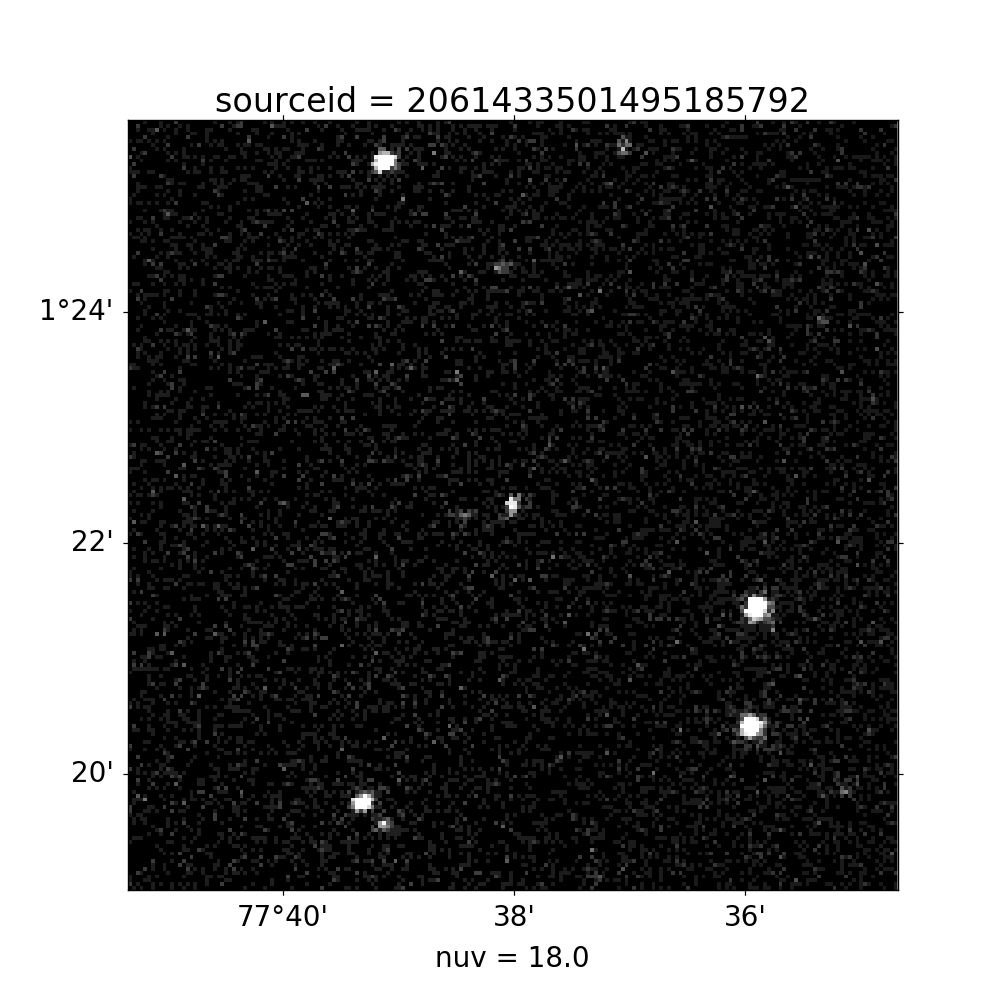 sourceid = 2061433501495185792
1°24'
22'
20'
77°40' 38' 36'
nuv = 18.0